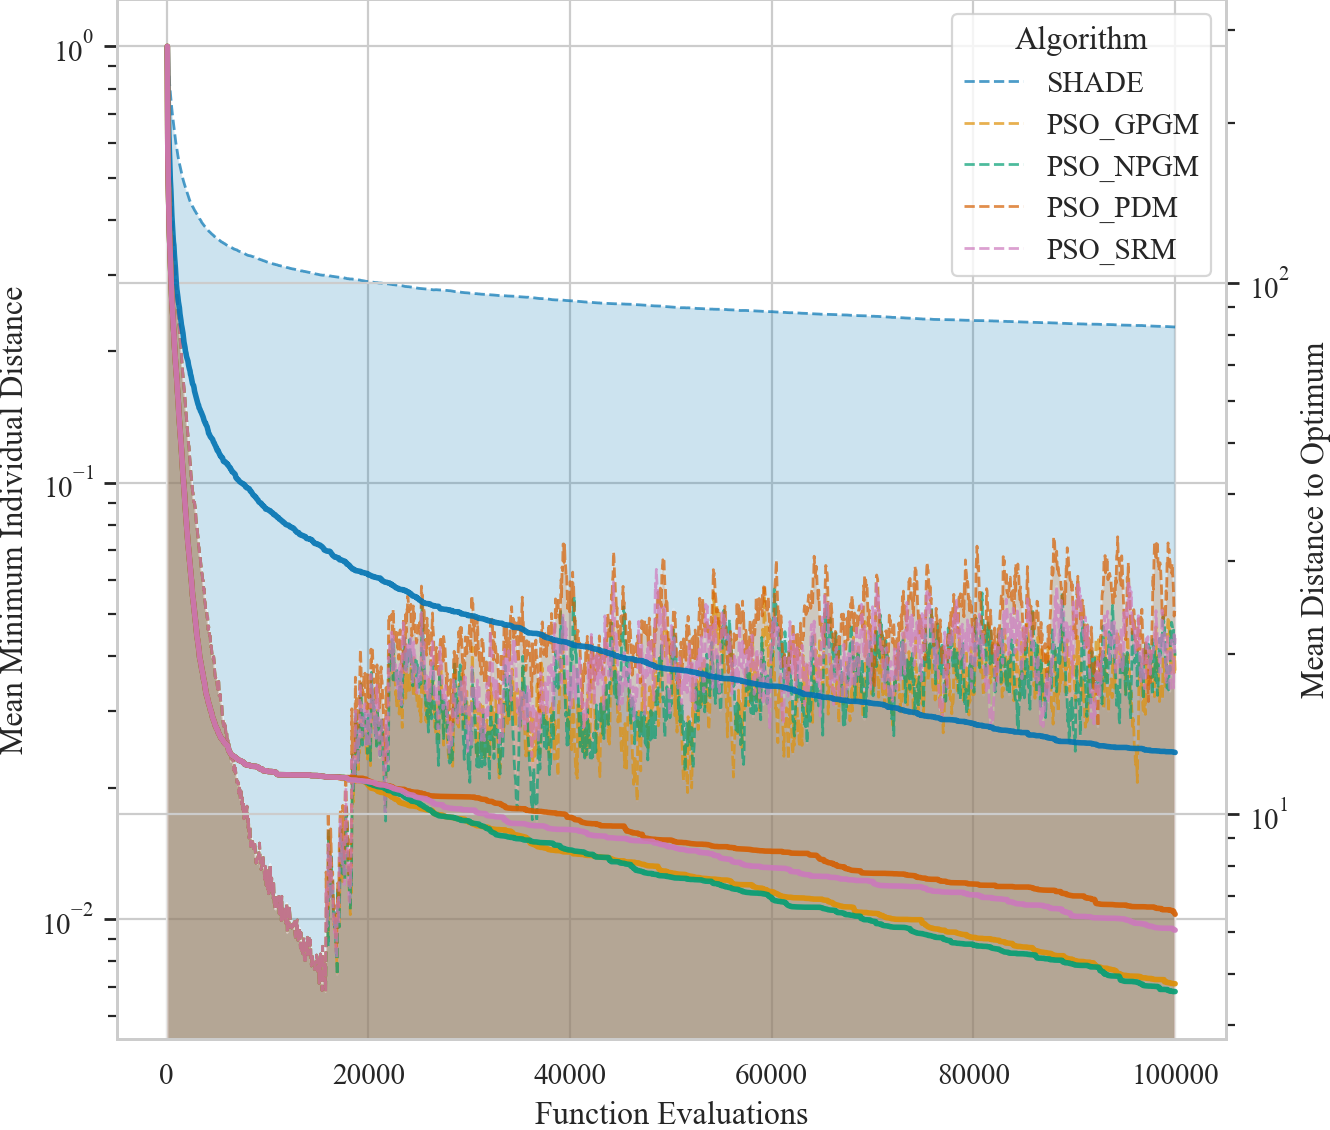 Algorithm
SHADE
PSO_GPGM
PSO_NPGM
PSO_PDM
PSO_SRM
10^0
10^−1
10^−2
Mean Minimum Individual Distance
10^2
10^1
Mean Distance to Optimum
0 20000 40000 60000 80000 100000
Function Evaluations